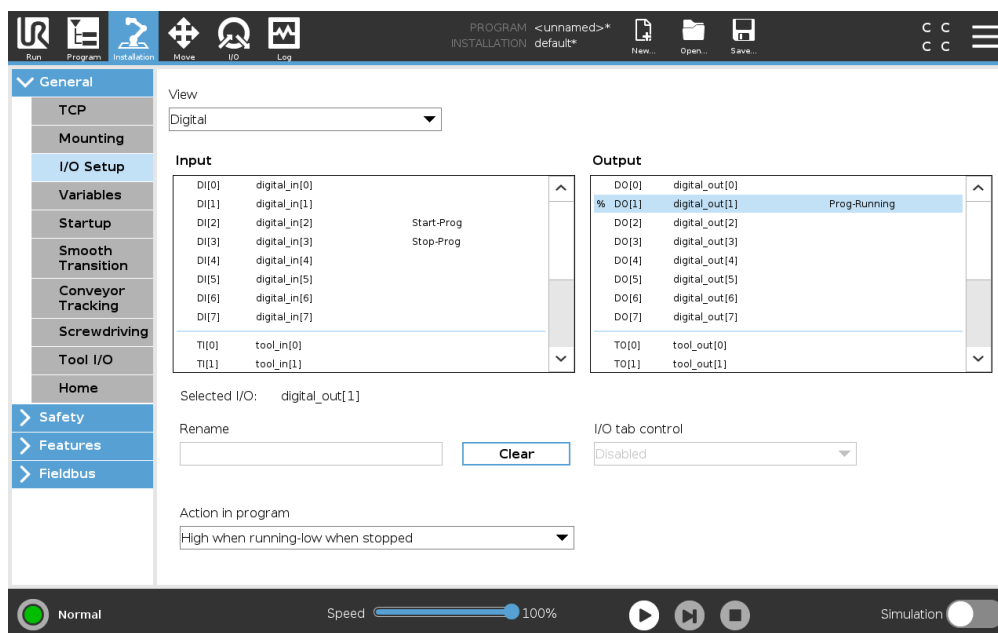 UR
PROGRAM <unnamed>*
INSTALLATION default*
C C
C C
Run Program Installation Move I/O Log New... Open... Save...
General
TCP
Mounting
I/O Setup
Variables
Startup
Smooth
Transition
Conveyor
Tracking
Screwdriving
Tool I/O
Home
Safety
Features
Fieldbus
View
Digital
Input
DI[0] digital_in[0]
DI[1] digital_in[1]
DI[2] digital_in[2] Start-Prog
DI[3] digital_in[3] Stop-Prog
DI[4] digital_in[4]
DI[5] digital_in[5]
DI[6] digital_in[6]
DI[7] digital_in[7]
TI[0] tool_in[0]
TI[1] tool_in[1]
Output
DO[0] digital_out[0]
% DO[1] digital_out[1] Prog-Running
DO[2] digital_out[2]
DO[3] digital_out[3]
DO[4] digital_out[4]
DO[5] digital_out[5]
DO[6] digital_out[6]
DO[7] digital_out[7]
TO[0] tool_out[0]
TO[1] tool_out[1]
Selected I/O: digital_out[1]
Rename
Clear
I/O tab control
Disabled
Action in program
High when running-low when stopped
Normal
Speed 100%
Simulation